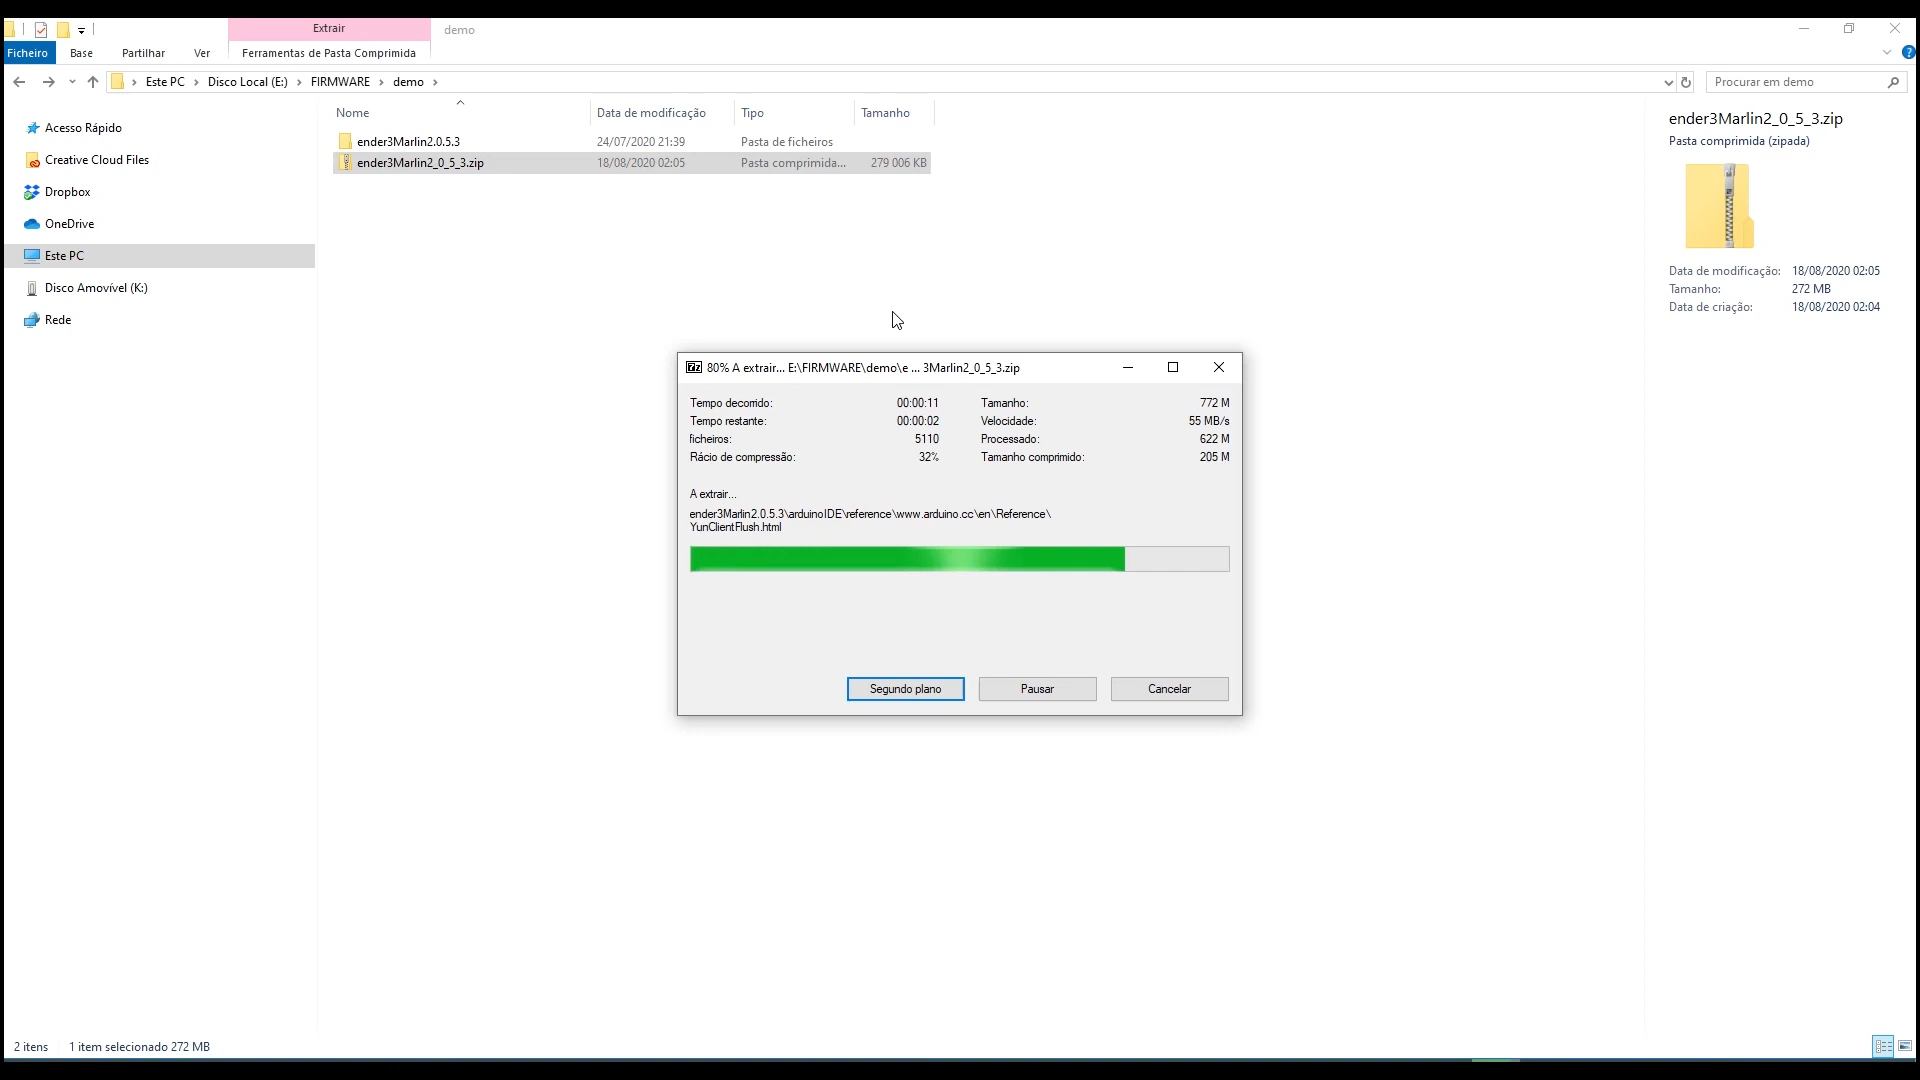 Extrair
demo
Ficheiro
Base
Partilhar
Ver
Ferramentas de Pasta Comprimida
Este PC
Disco Local (E:)
FIRMWARE
demo
Procurar em demo
Acesso Rápido
Creative Cloud Files
Dropbox
OneDrive
Este PC
Disco Amovível (K:)
Rede
Nome Data de modificação Tipo Tamanho
ender3Marlin2.0.5.3 24/07/2020 21:39 Pasta de ficheiros
ender3Marlin2_0_5_3.zip 18/08/2020 02:05 Pasta comprimida... 279 006 KB
ender3Marlin2_0_5_3.zip
Pasta comprimida (zipada)
Data de modificação: 18/08/2020 02:05
Tamanho: 272 MB
Data de criação: 18/08/2020 02:04
80% A extrair... E:\FIRMWARE\demo\e ... 3Marlin2_0_5_3.zip
Tempo decorrido: 00:00:11 Tamanho: 772 M
Tempo restante: 00:00:02 Velocidade: 55 MB/s
ficheiros: 5110 Processado: 622 M
Rácio de compressão: 32% Tamanho comprimido: 205 M
A extrair...
ender3Marlin2.0.5.3\arduinoIDE\reference\www.arduino.cc\en\Reference\
YunClientFlush.html
Segundo plano
Pausar
Cancelar
2 itens
1 item selecionado 272 MB